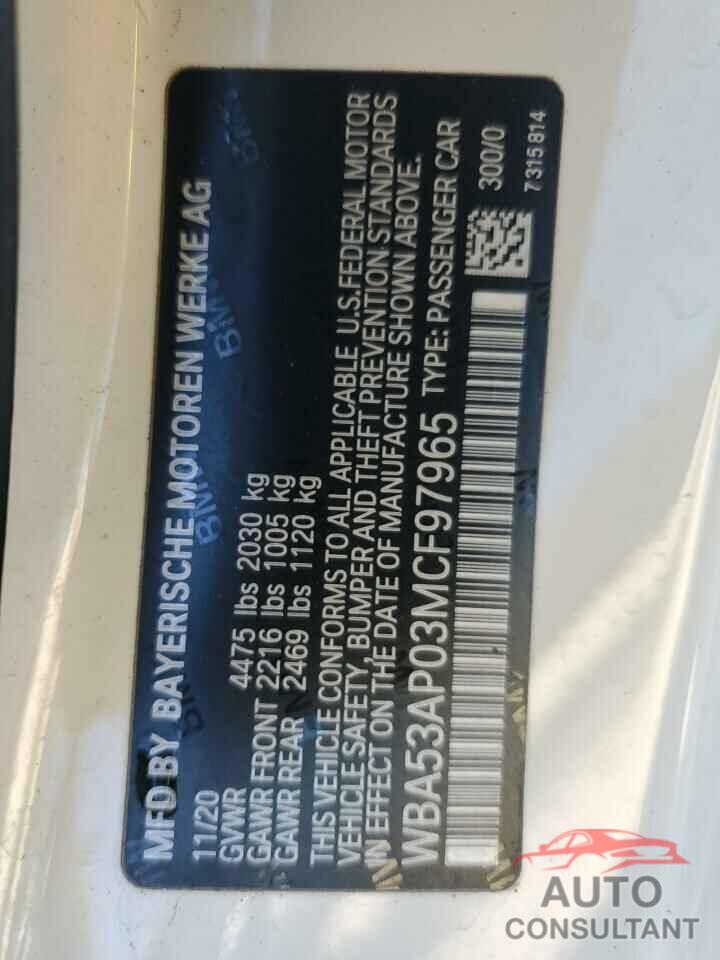 MFD BY BAYERISCHE MOTOREN WERKE AG
11/20
GVWR 4475 lbs 2030 kg
GAWR FRONT 2216 lbs 1005 kg
GAWR REAR 2469 lbs 1120 kg
THIS VEHICLE CONFORMS TO ALL APPLICABLE U.S. FEDERAL MOTOR
VEHICLE SAFETY, BUMPER AND THEFT PREVENTION STANDARDS
IN EFFECT ON THE DATE OF MANUFACTURE SHOWN ABOVE.
WBA53AP03MCF97965 TYPE: PASSENGER CAR
300/0
7315814
AUTO
CONSULTANT